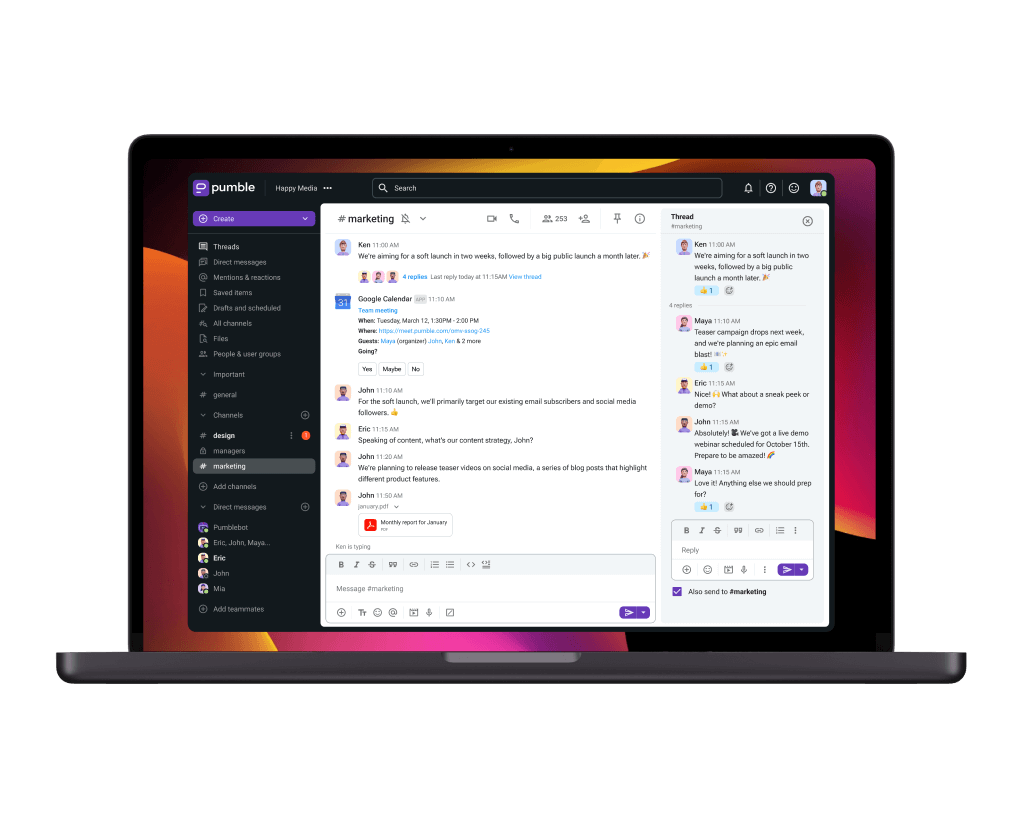 pumble
Happy Media
Search
Create
Threads
Direct messages
Mentions & reactions
Saved items
Drafts and scheduled
All channels
Files
People & user groups
Important
# general
Channels
# design 1
managers
# marketing
Add channels
Direct messages
Pumblebot
Eric, John, Maya...
Eric
John
Mia
Add teammates
# marketing
253
Ken 11:00 AM
We're aiming for a soft launch in two weeks, followed by a big public launch a month later. 🎉
4 replies Last reply today at 11:15AM View thread
31
Google Calendar APP 11:10 AM
Team meeting
When: Tuesday, March 12, 1:30PM - 2:00 PM
Where: https://meet.pumble.com/omv-asog-245
Guests: Maya (organizer) John, Ken & 2 more
Going?
Yes Maybe No
John 11:10 AM
For the soft launch, we'll primarily target our existing email subscribers and social media
followers. 👍
Eric 11:15 AM
Speaking of content, what's our content strategy, John?
John 11:20 AM
We're planning to release teaser videos on social media, a series of blog posts that highlight
different product features.
John 11:50 AM
january.pdf
Monthly report for January
PDF
Ken is typing
B I S
Message #marketing
Tт
Thread
#marketing
Ken 11:00 AM
We're aiming for a soft launch in two
weeks, followed by a big public
launch a month later. 🎉
👍 1
4 replies
Maya 11:10 AM
Teaser campaign drops next week,
and we're planning an epic email
blast! 📧✨
👍 1
Eric 11:15 AM
Nice! 🙌 What about a sneak peek or
demo?
John 11:15 AM
Absolutely! 📽 We've got a live demo
webinar scheduled for October 15th.
Prepare to be amazed! 🌈
Maya 11:15 AM
Love it! Anything else we should prep
for?
👍 1
B I S
Reply
Also send to #marketing